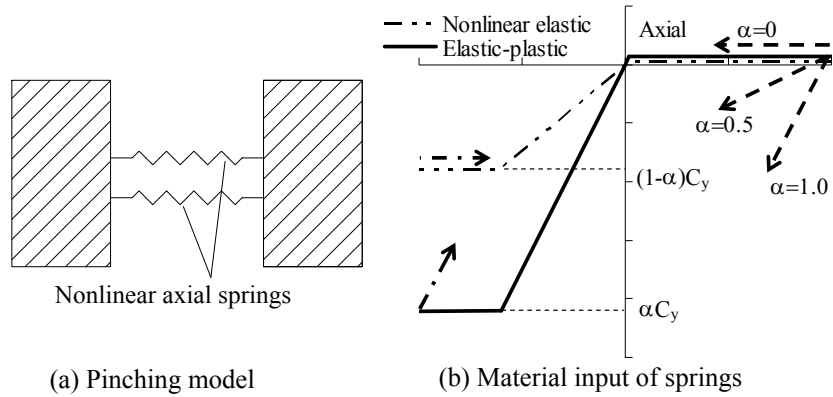 Nonlinear axial springs
(a) Pinching model
Nonlinear elastic
Elastic-plastic
Axial
α=0
α=0.5
α=1.0
(1-α)Cy
αCy
(b) Material input of springs